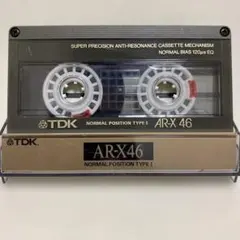 SUPER PRECISION ANTI-RESONANCE CASSETTE MECHANISM
NORMAL BIAS 120μs EQ
TDK NORMAL POSITION TYPE I AR-X 46
TDK AR-X46
NORMAL POSITION TYPE I